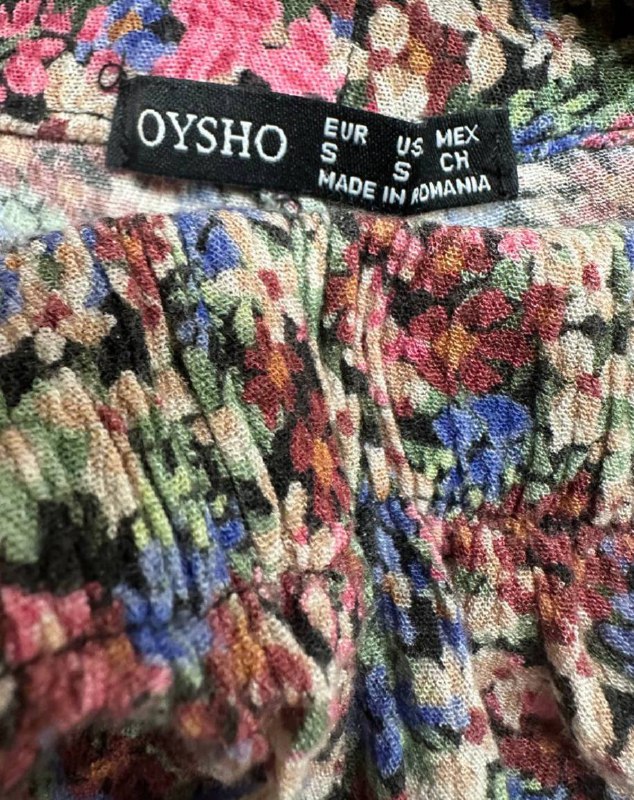 OYSHO
EUR US MEX
S S CH
MADE IN ROMANIA